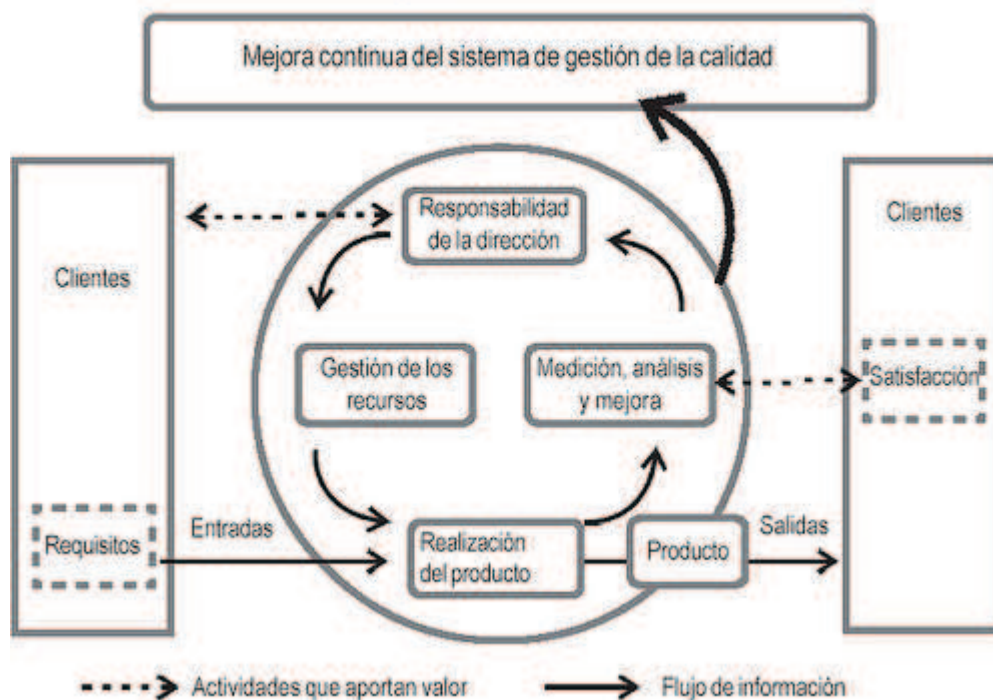 Mejora continua del sistema de gestión de la calidad
Responsabilidad
de la dirección
Clientes
Clientes
Gestión de los
recursos
Medición, análisis
y mejora
Satisfacción
Requisitos
Entradas
Realización
del producto
Producto
Salidas
Actividades que aportan valor
Flujo de información